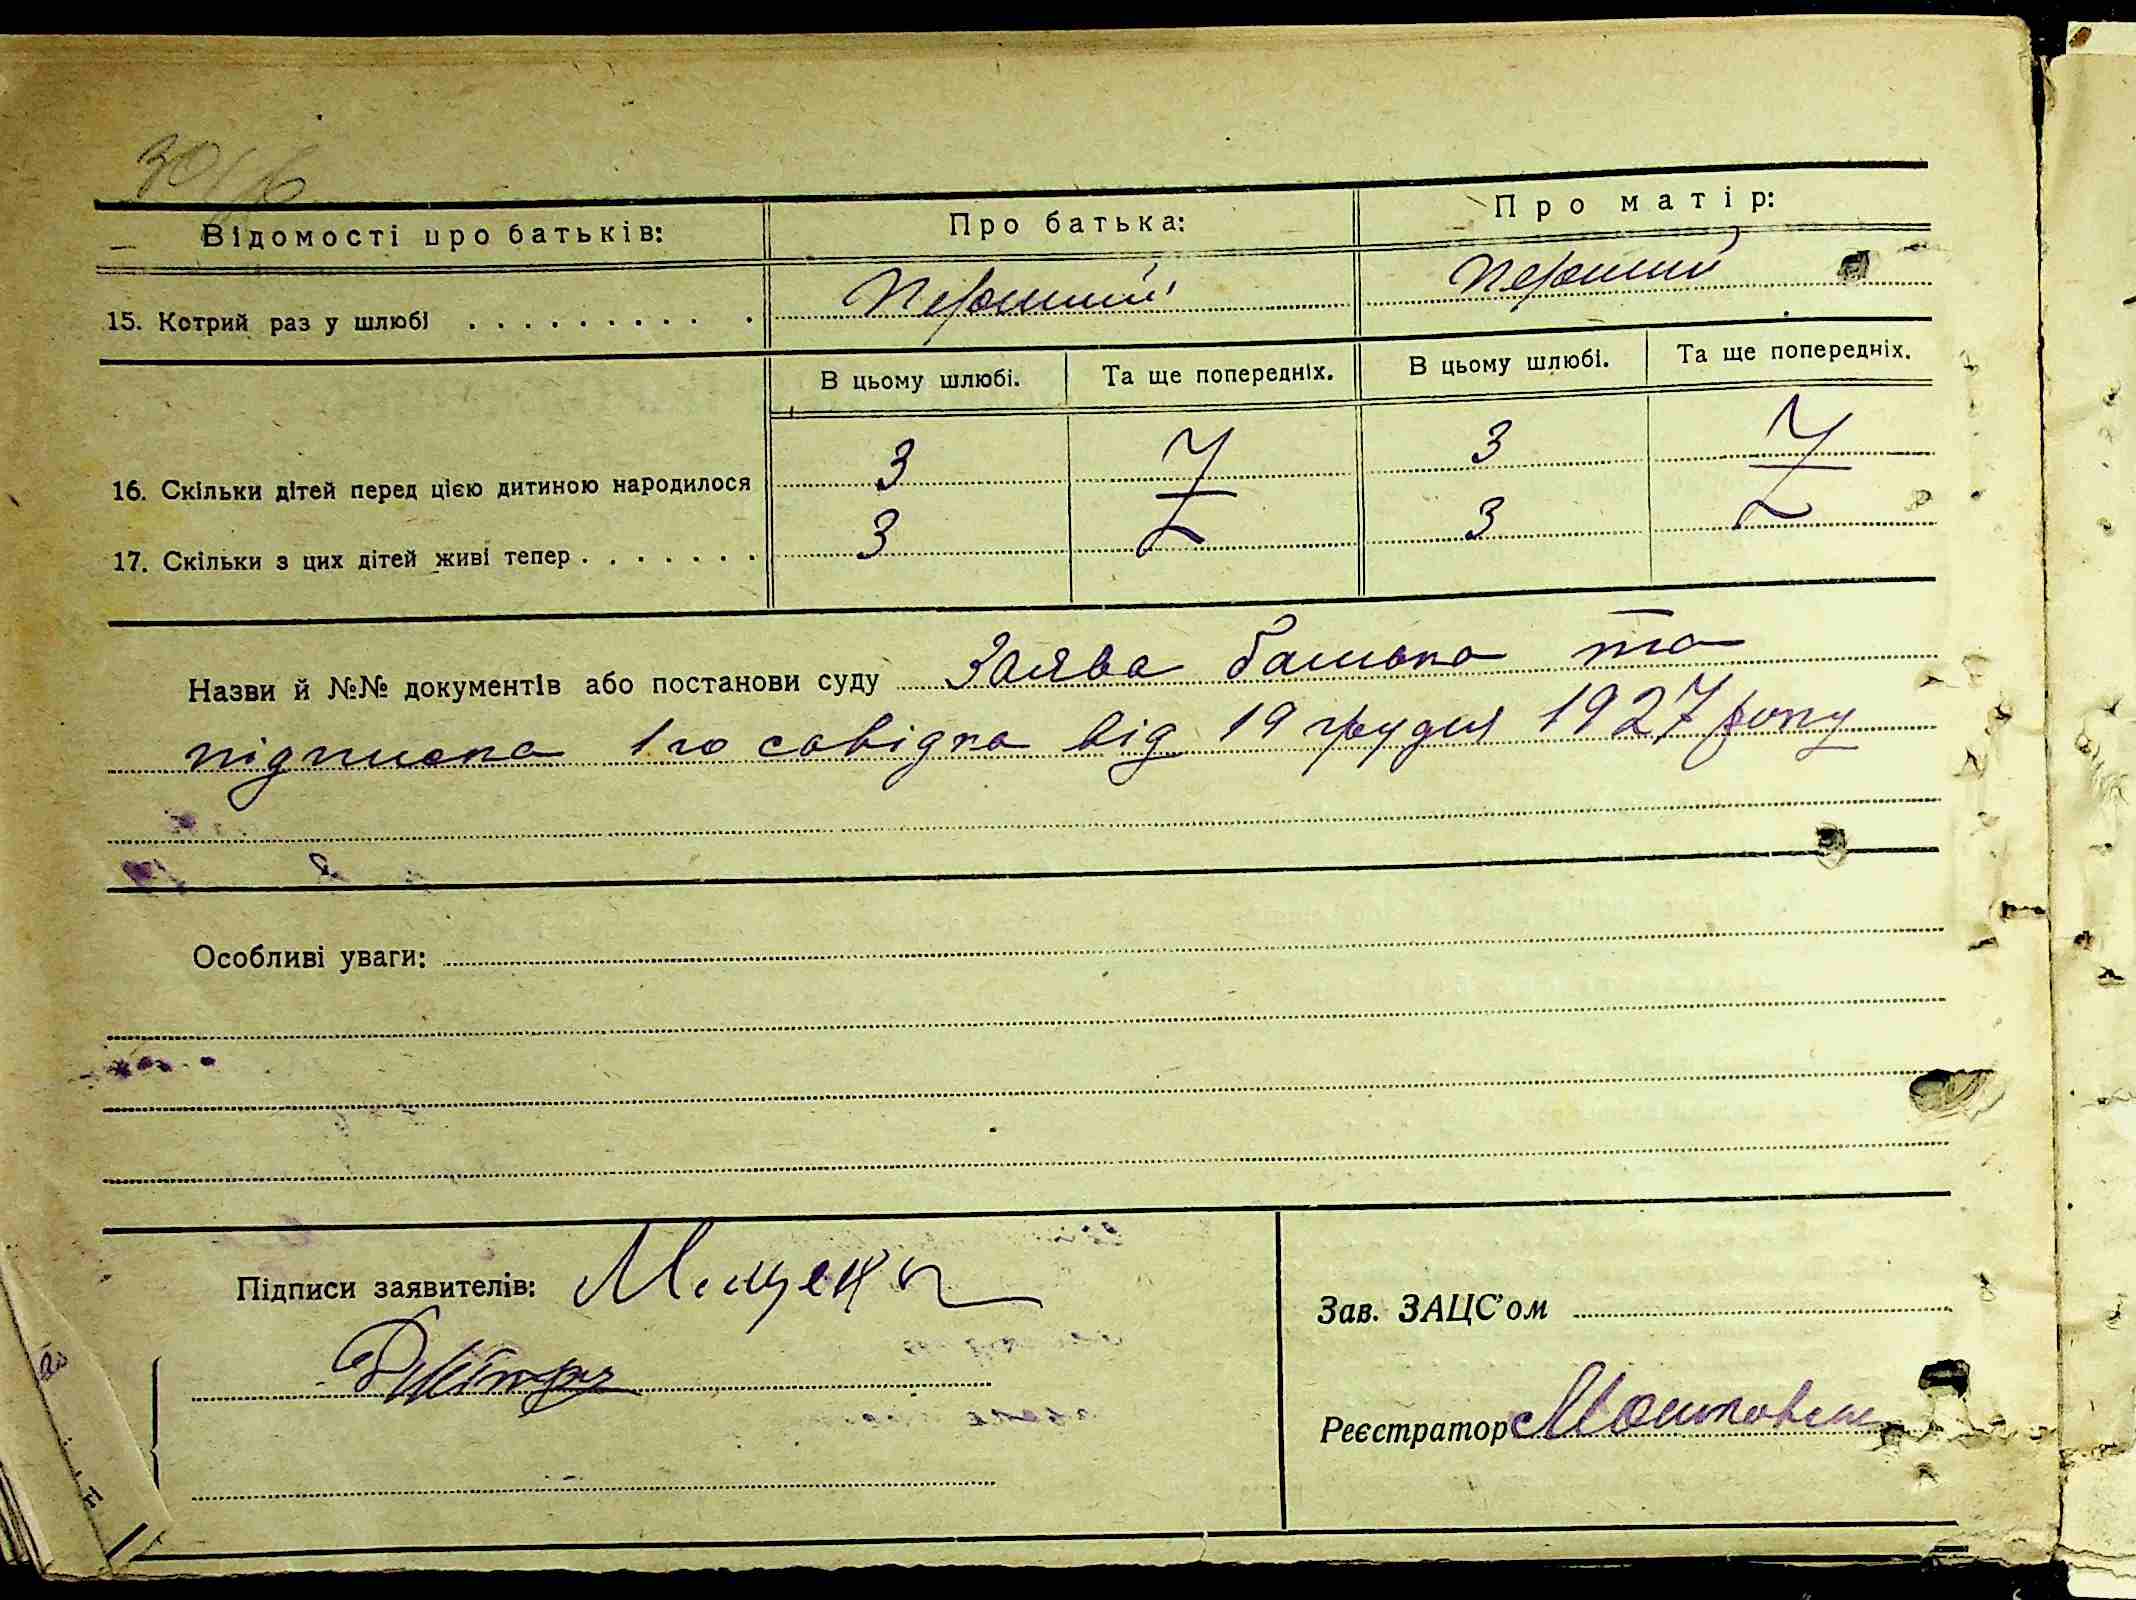 Відомості про батьків:
Про батька:
Про матір:
15. Котрий раз у шлюбі . . . . . . . . . .
Перший
Перший
В цьому шлюбі.
Та ще попередніх.
В цьому шлюбі.
Та ще попередніх.
16. Скільки дітей перед цією дитиною народилося
3
3
17. Скільки з цих дітей живі тепер . . . . . . .
3
3
Назви й №№ документів або постанови суду Заява батька та
підписка 1го свідка від 19 грудня 1927 року
Особливі уваги:
Підписи заявителів:
Дмитро
Зав. ЗАЦС'ом
Реєстратор